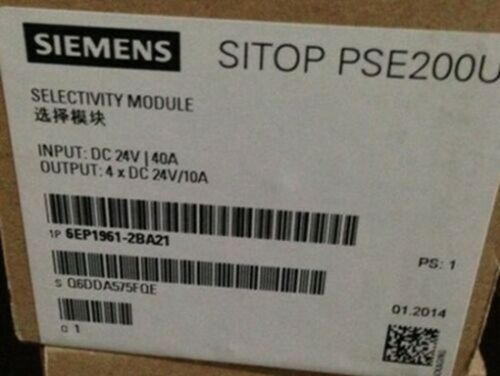 SIEMENS SITOP PSE200U
SELECTIVITY MODULE
选择模块
INPUT: DC 24V | 40A
OUTPUT: 4 x DC 24V/10A
1P 6EP1961-2BA21
PS: 1
S Q6DDA575FQE
01.2014
Q 1